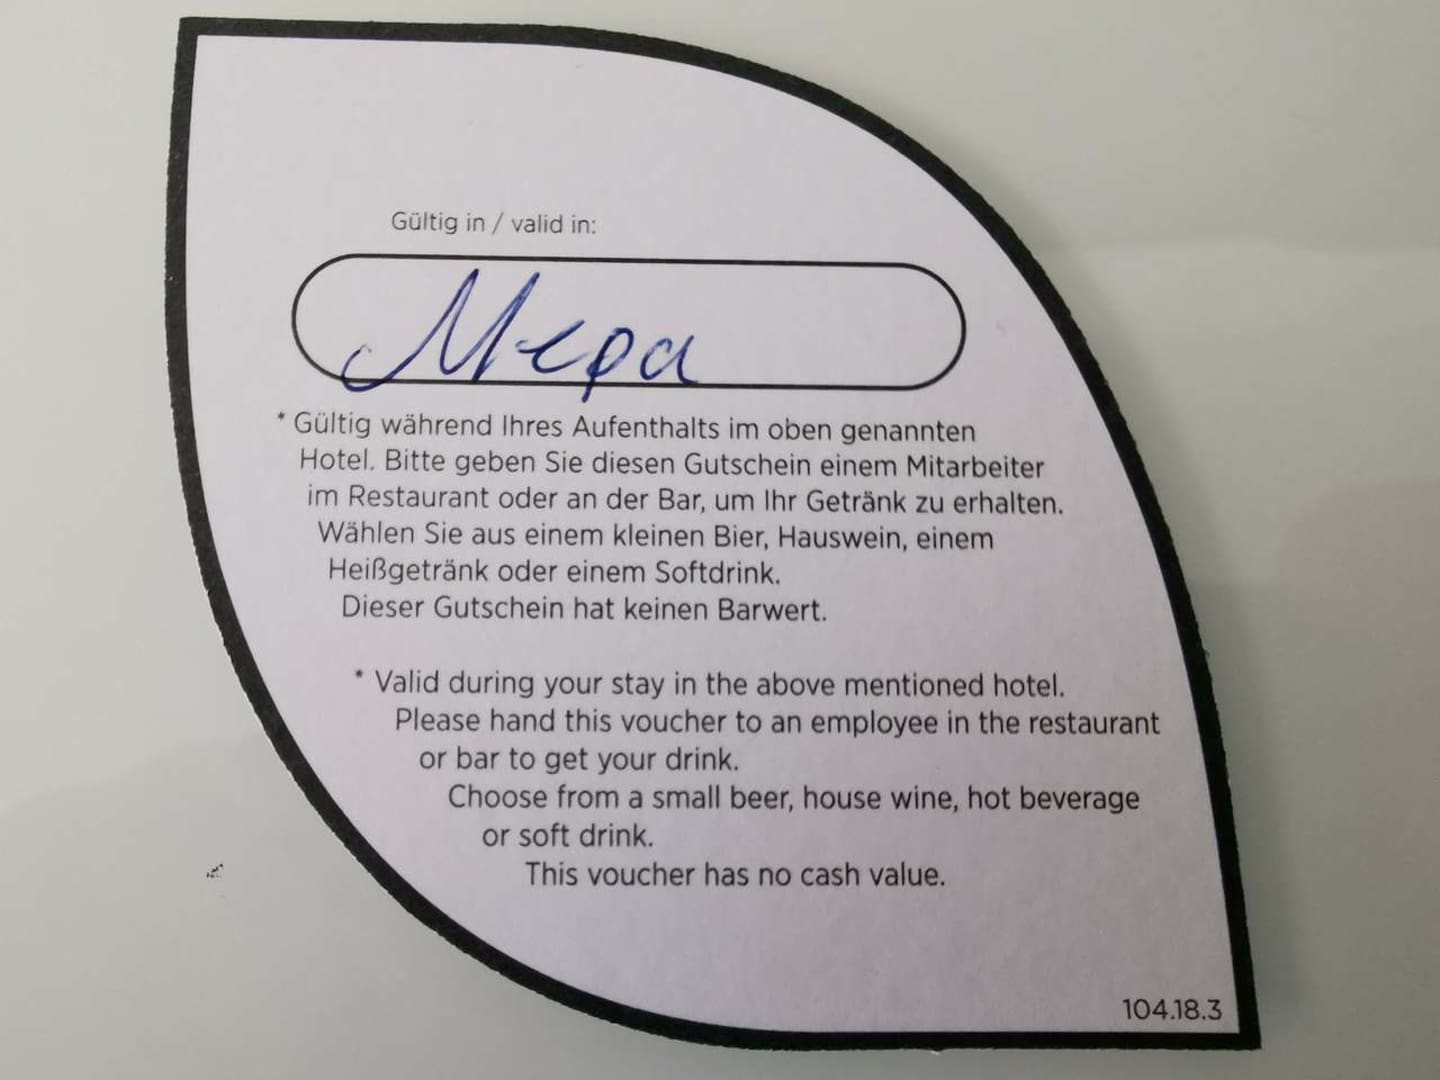 Gültig in / valid in:
Mepa
* Gültig während Ihres Aufenthalts im oben genannten
Hotel. Bitte geben Sie diesen Gutschein einem Mitarbeiter
im Restaurant oder an der Bar, um Ihr Getränk zu erhalten.
Wählen Sie aus einem kleinen Bier, Hauswein, einem
Heißgetränk oder einem Softdrink.
Dieser Gutschein hat keinen Barwert.
* Valid during your stay in the above mentioned hotel.
Please hand this voucher to an employee in the restaurant
or bar to get your drink.
Choose from a small beer, house wine, hot beverage
or soft drink.
This voucher has no cash value.
104.18.3